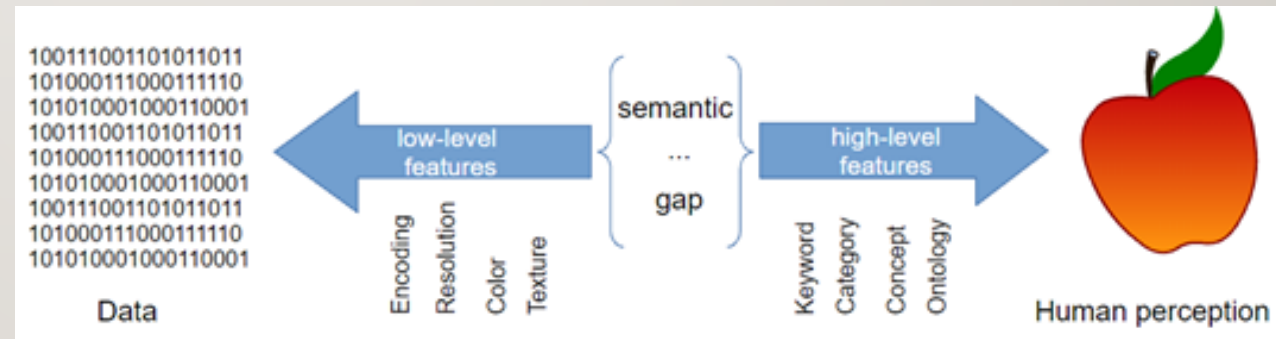 100111001101011011
101000111000111110
101010001000110001
100111001101011011
101000111000111110
101010001000110001
100111001101011011
101000111000111110
101010001000110001
Data
low-level
features
Encoding
Resolution
Color
Texture
semantic
...
gap
high-level
features
Keyword
Category
Concept
Ontology
Human perception